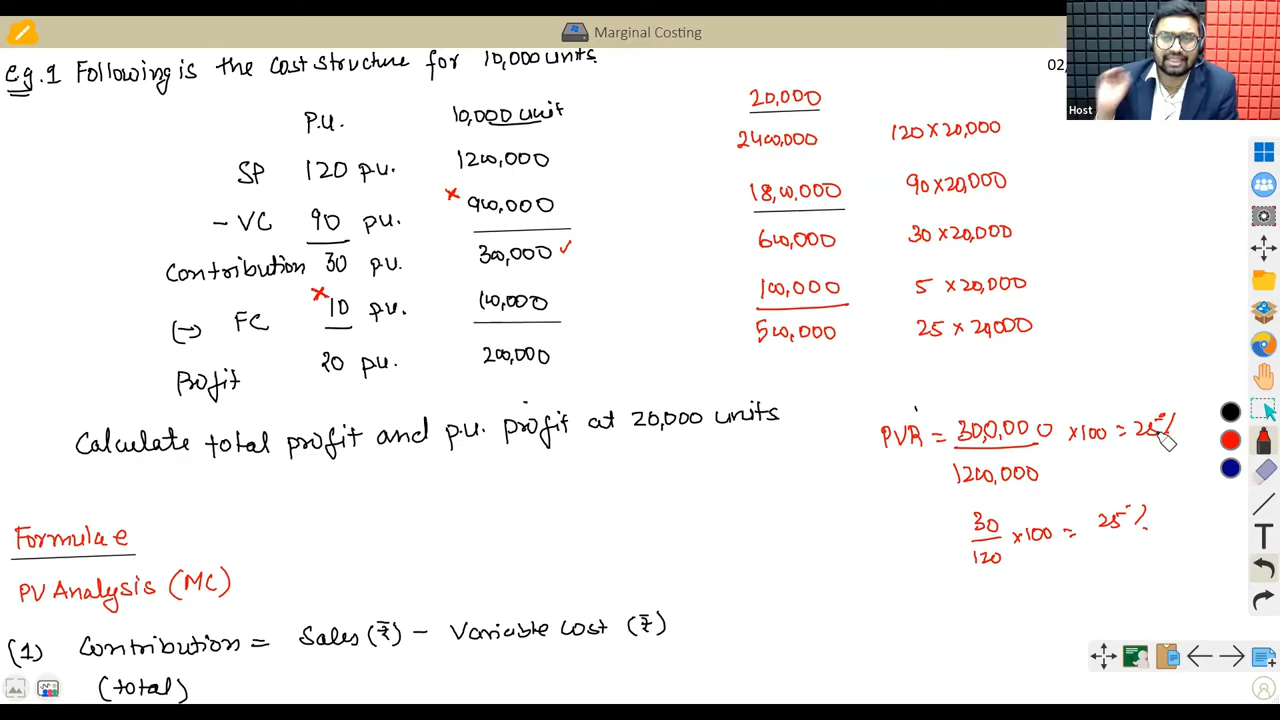 Marginal Costing
e.g.1 Following is the cost structure for 10,000 units.
02/
Host
P.U. 10,000 unit 20,000
SP 120 p.u. 1200,000 2400,000 120×20,000
- VC 90 p.u. × 900,000 18,00,000 90×20,000
Contribution 30 p.u. 300,000 ✓ 600,000 30×20,000
(-) FC × 10 p.u. 100,000 100,000 5×20,000
Profit 20 p.u. 200,000 500,000 25×20,000
Calculate total profit and p.u. profit at 20,000 units
PVR = 300,000 ×100 = 25%
1200,000
30 ×100 = 25%
120
Formulae
PV Analysis (MC)
(1) Contribution = Sales (₹) - Variable Cost (₹)
(total)
T